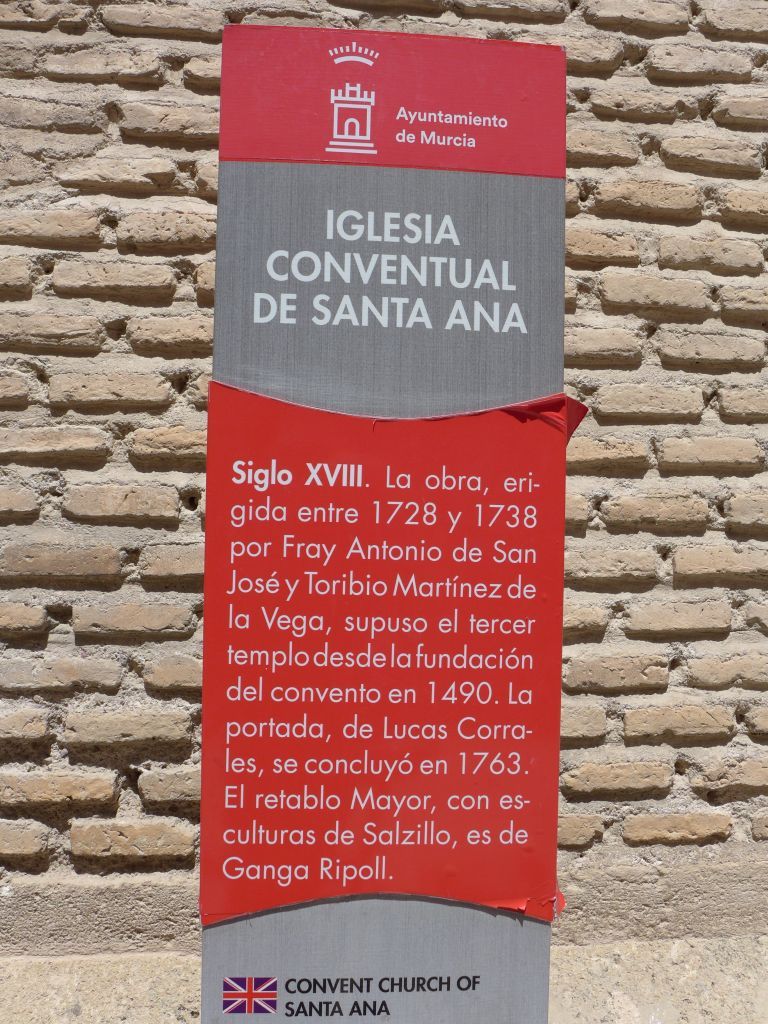 Ayuntamiento
de Murcia
IGLESIA
CONVENTUAL
DE SANTA ANA
Siglo XVIII. La obra, eri-
gida entre 1728 y 1738
por Fray Antonio de San
José y Toribio Martínez de
la Vega, supuso el tercer
templo desde la fundación
del convento en 1490. La
portada, de Lucas Corra-
les, se concluyó en 1763.
El retablo Mayor, con es-
culturas de Salzillo, es de
Ganga Ripoll.
CONVENT CHURCH OF
SANTA ANA